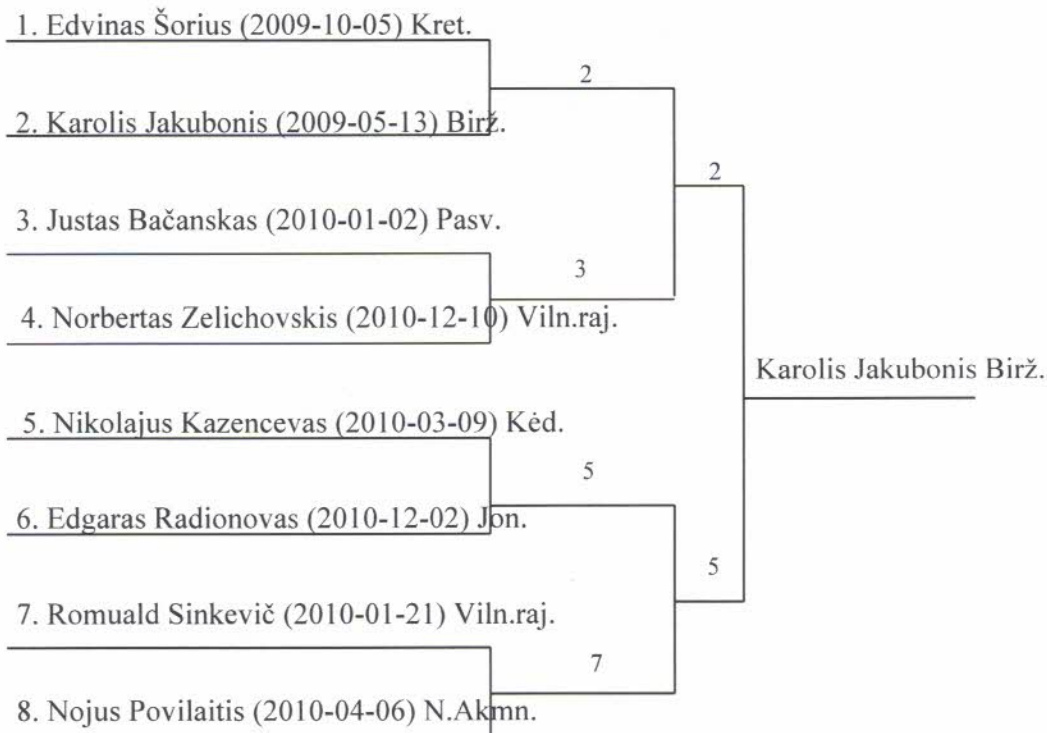 1. Edvinas Šorius (2009-10-05) Kret.
2
2. Karolis Jakubonis (2009-05-13) Birž.
2
3. Justas Bačanskas (2010-01-02) Pasv.
3
4. Norbertas Zelichovskis (2010-12-10) Viln.raj.
Karolis Jakubonis Birž.
5. Nikolajus Kazencevas (2010-03-09) Kėd.
5
6. Edgaras Radionovas (2010-12-02) Jon.
5
7. Romuald Sinkevič (2010-01-21) Viln.raj.
7
8. Nojus Povilaitis (2010-04-06) N.Akmn.